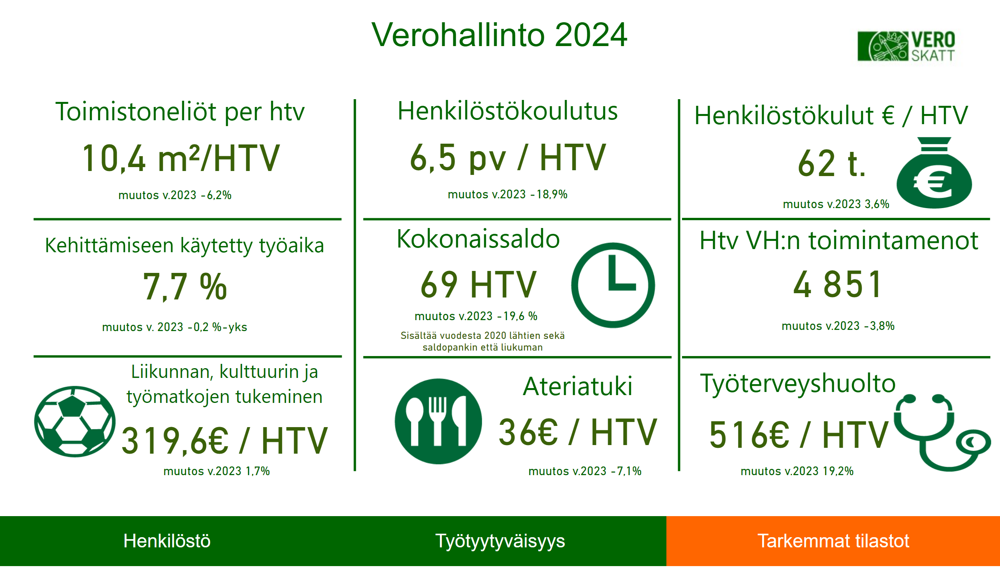 Verohallinto 2024
VERO
SKATT
Toimistoneliöt per htv
10,4 m²/HTV
muutos v.2023 -6,2%
Henkilöstökoulutus
6,5 pv / HTV
muutos v.2023 -18,9%
Henkilöstökulut € / HTV
62 t.
€
muutos v.2023 3,6%
Kehittämiseen käytetty työaika
7,7 %
muutos v. 2023 -0,2 %-yks
Kokonaissaldo
69 HTV
muutos v.2023 -19,6 %
Sisältää vuodesta 2020 lähtien sekä
saldopankin että liukuman
Htv VH:n toimintamenot
4 851
muutos v.2023 -3,8%
Liikunnan, kulttuurin ja
työmatkojen tukeminen
319,6€ / HTV
muutos v.2023 1,7%
Ateriatuki
36€ / HTV
muutos v.2023 -7,1%
Työterveyshuolto
516€ / HTV
muutos v.2023 19,2%
Henkilöstö
Työtyytyväisyys
Tarkemmat tilastot